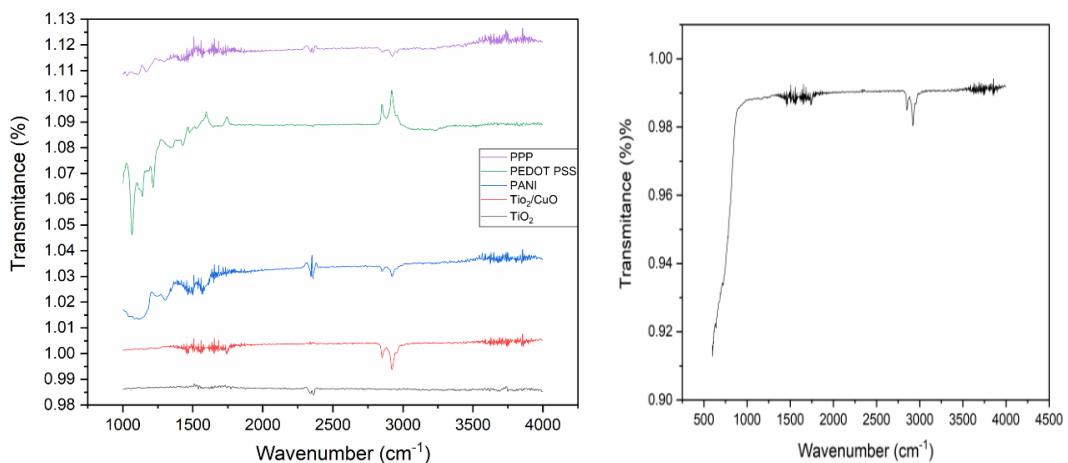 1.13
1.12
1.11
1.10
1.09
1.08
1.07
1.06
1.05
1.04
1.03
1.02
1.01
1.00
0.99
0.98
Transmitance (%)
PPP
PEDOT PSS
PANI
Tio₂/CuO
TiO₂
1000 1500 2000 2500 3000 3500 4000
Wavenumber (cm⁻¹)
1.00
0.98
0.96
0.94
0.92
0.90
Transmitance (%)%
500 1000 1500 2000 2500 3000 3500 4000 4500
Wavenumber (cm⁻¹)